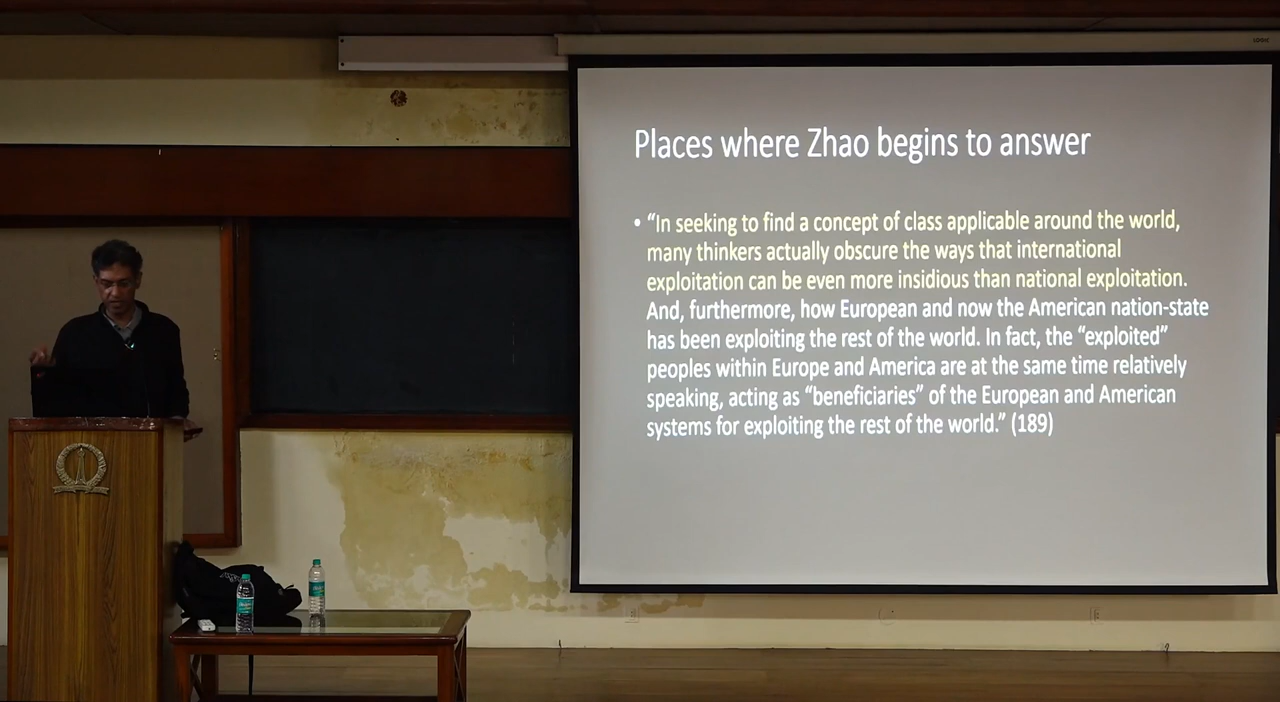 Places where Zhao begins to answer
• “In seeking to find a concept of class applicable around the world,
many thinkers actually obscure the ways that international
exploitation can be even more insidious than national exploitation.
And, furthermore, how European and now the American nation-state
has been exploiting the rest of the world. In fact, the “exploited”
peoples within Europe and America are at the same time relatively
speaking, acting as “beneficiaries” of the European and American
systems for exploiting the rest of the world.” (189)